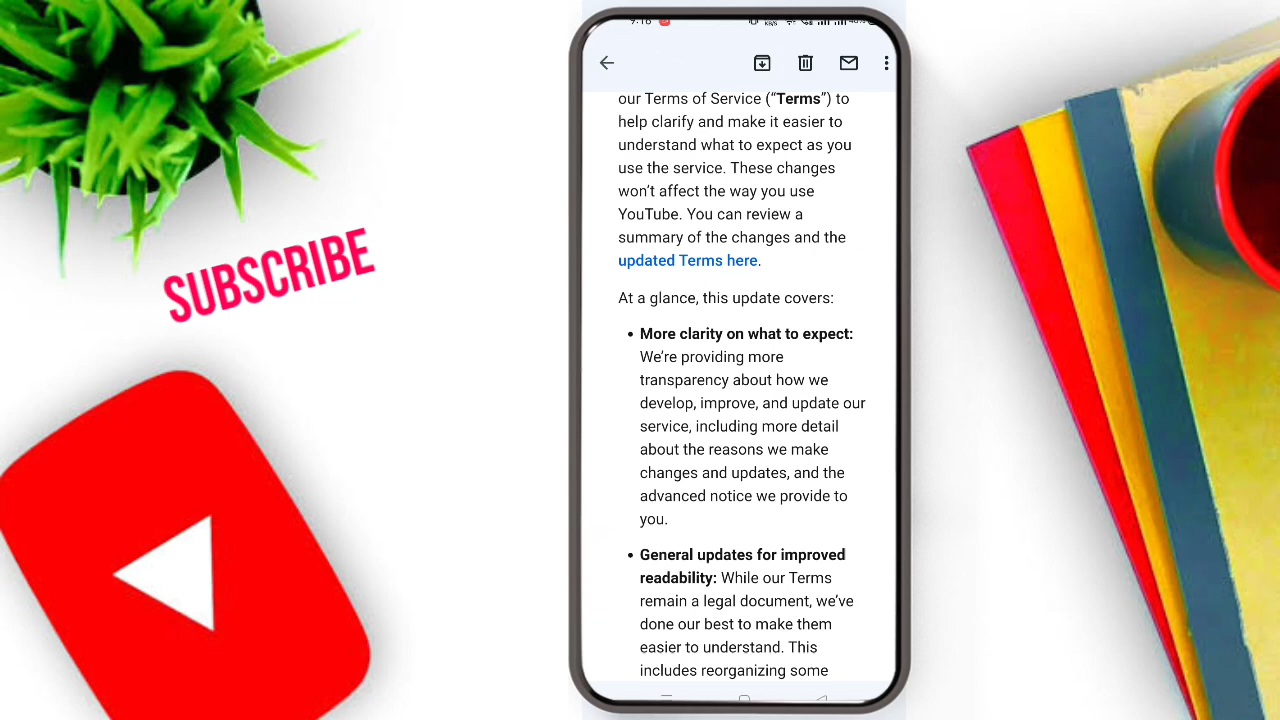 SUBSCRIBE
our Terms of Service (“Terms”) to
help clarify and make it easier to
understand what to expect as you
use the service. These changes
won’t affect the way you use
YouTube. You can review a
summary of the changes and the
updated Terms here.
At a glance, this update covers:
• More clarity on what to expect:
We’re providing more
transparency about how we
develop, improve, and update our
service, including more detail
about the reasons we make
changes and updates, and the
advanced notice we provide to
you.
• General updates for improved
readability: While our Terms
remain a legal document, we’ve
done our best to make them
easier to understand. This
includes reorganizing some